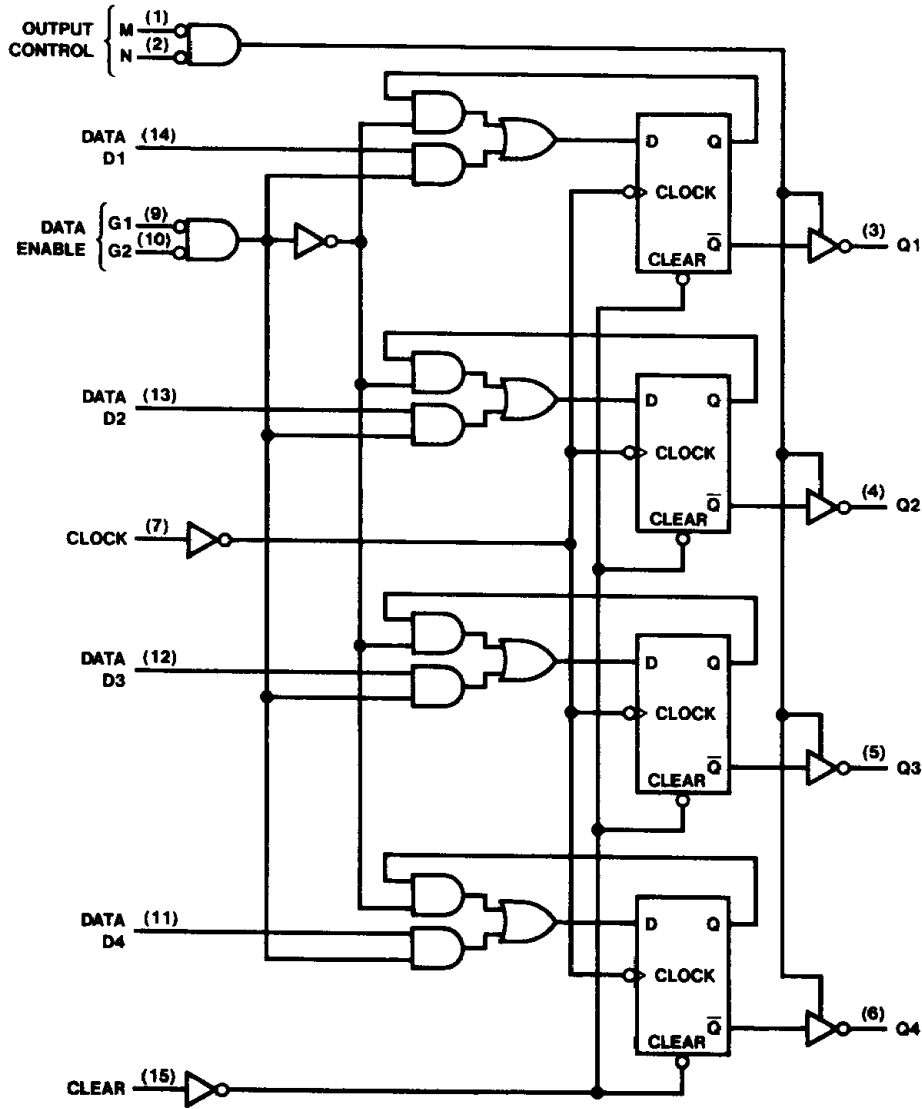 OUTPUT
CONTROL
M (1)
N (2)
DATA (14)
D1
D Q
CLOCK
DATA
ENABLE
G1 (9)
G2 (10)
Q̅ (3) Q1
CLEAR
DATA (13)
D2
D Q
CLOCK
Q̅ (4) Q2
CLEAR
CLOCK (7)
DATA (12)
D3
D Q
CLOCK
Q̅ (5) Q3
CLEAR
DATA (11)
D4
D Q
CLOCK
Q̅ (6) Q4
CLEAR
CLEAR (15)